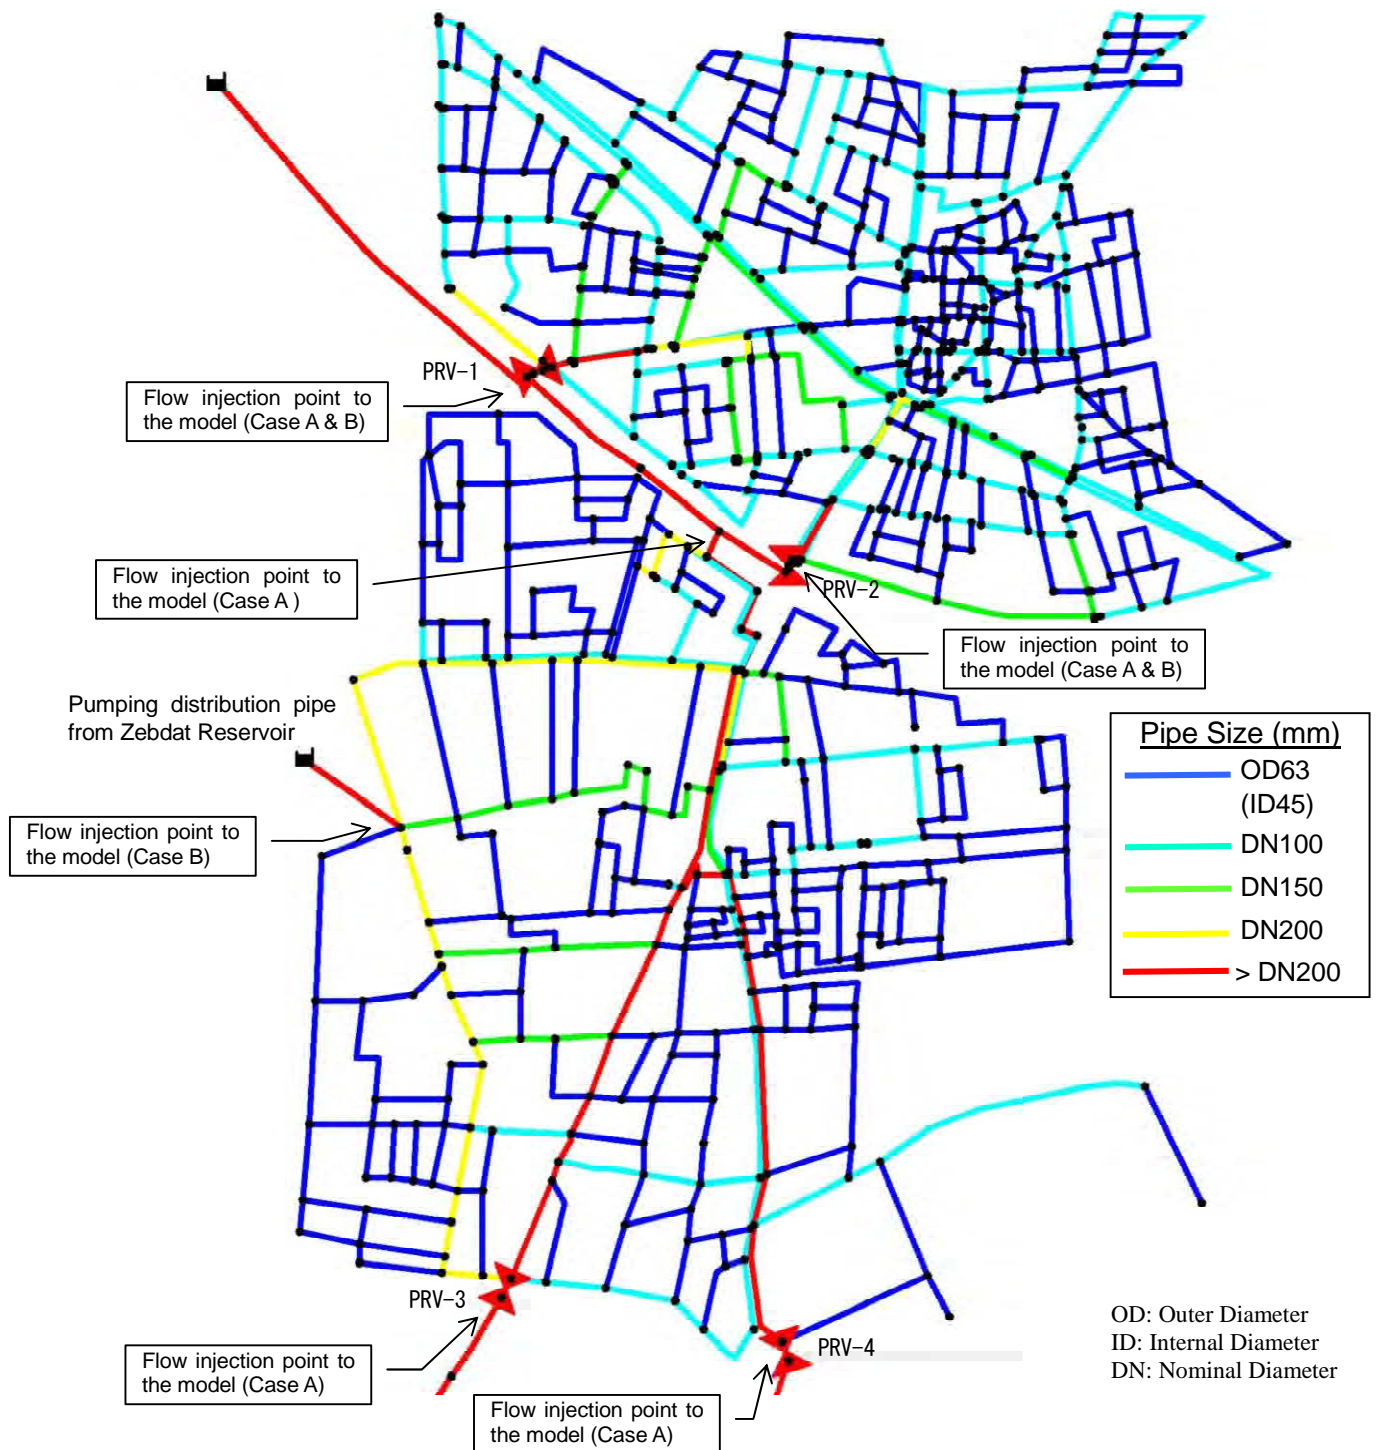 PRV-1
Flow injection point to
the model (Case A & B)
Flow injection point to
the model (Case A )
PRV-2
Flow injection point to
the model (Case A & B)
Pumping distribution pipe
from Zebdat Reservoir
Flow injection point to
the model (Case B)
Pipe Size (mm)
OD63
(ID45)
DN100
DN150
DN200
> DN200
PRV-3
Flow injection point to
the model (Case A)
PRV-4
Flow injection point to
the model (Case A)
OD: Outer Diameter
ID: Internal Diameter
DN: Nominal Diameter